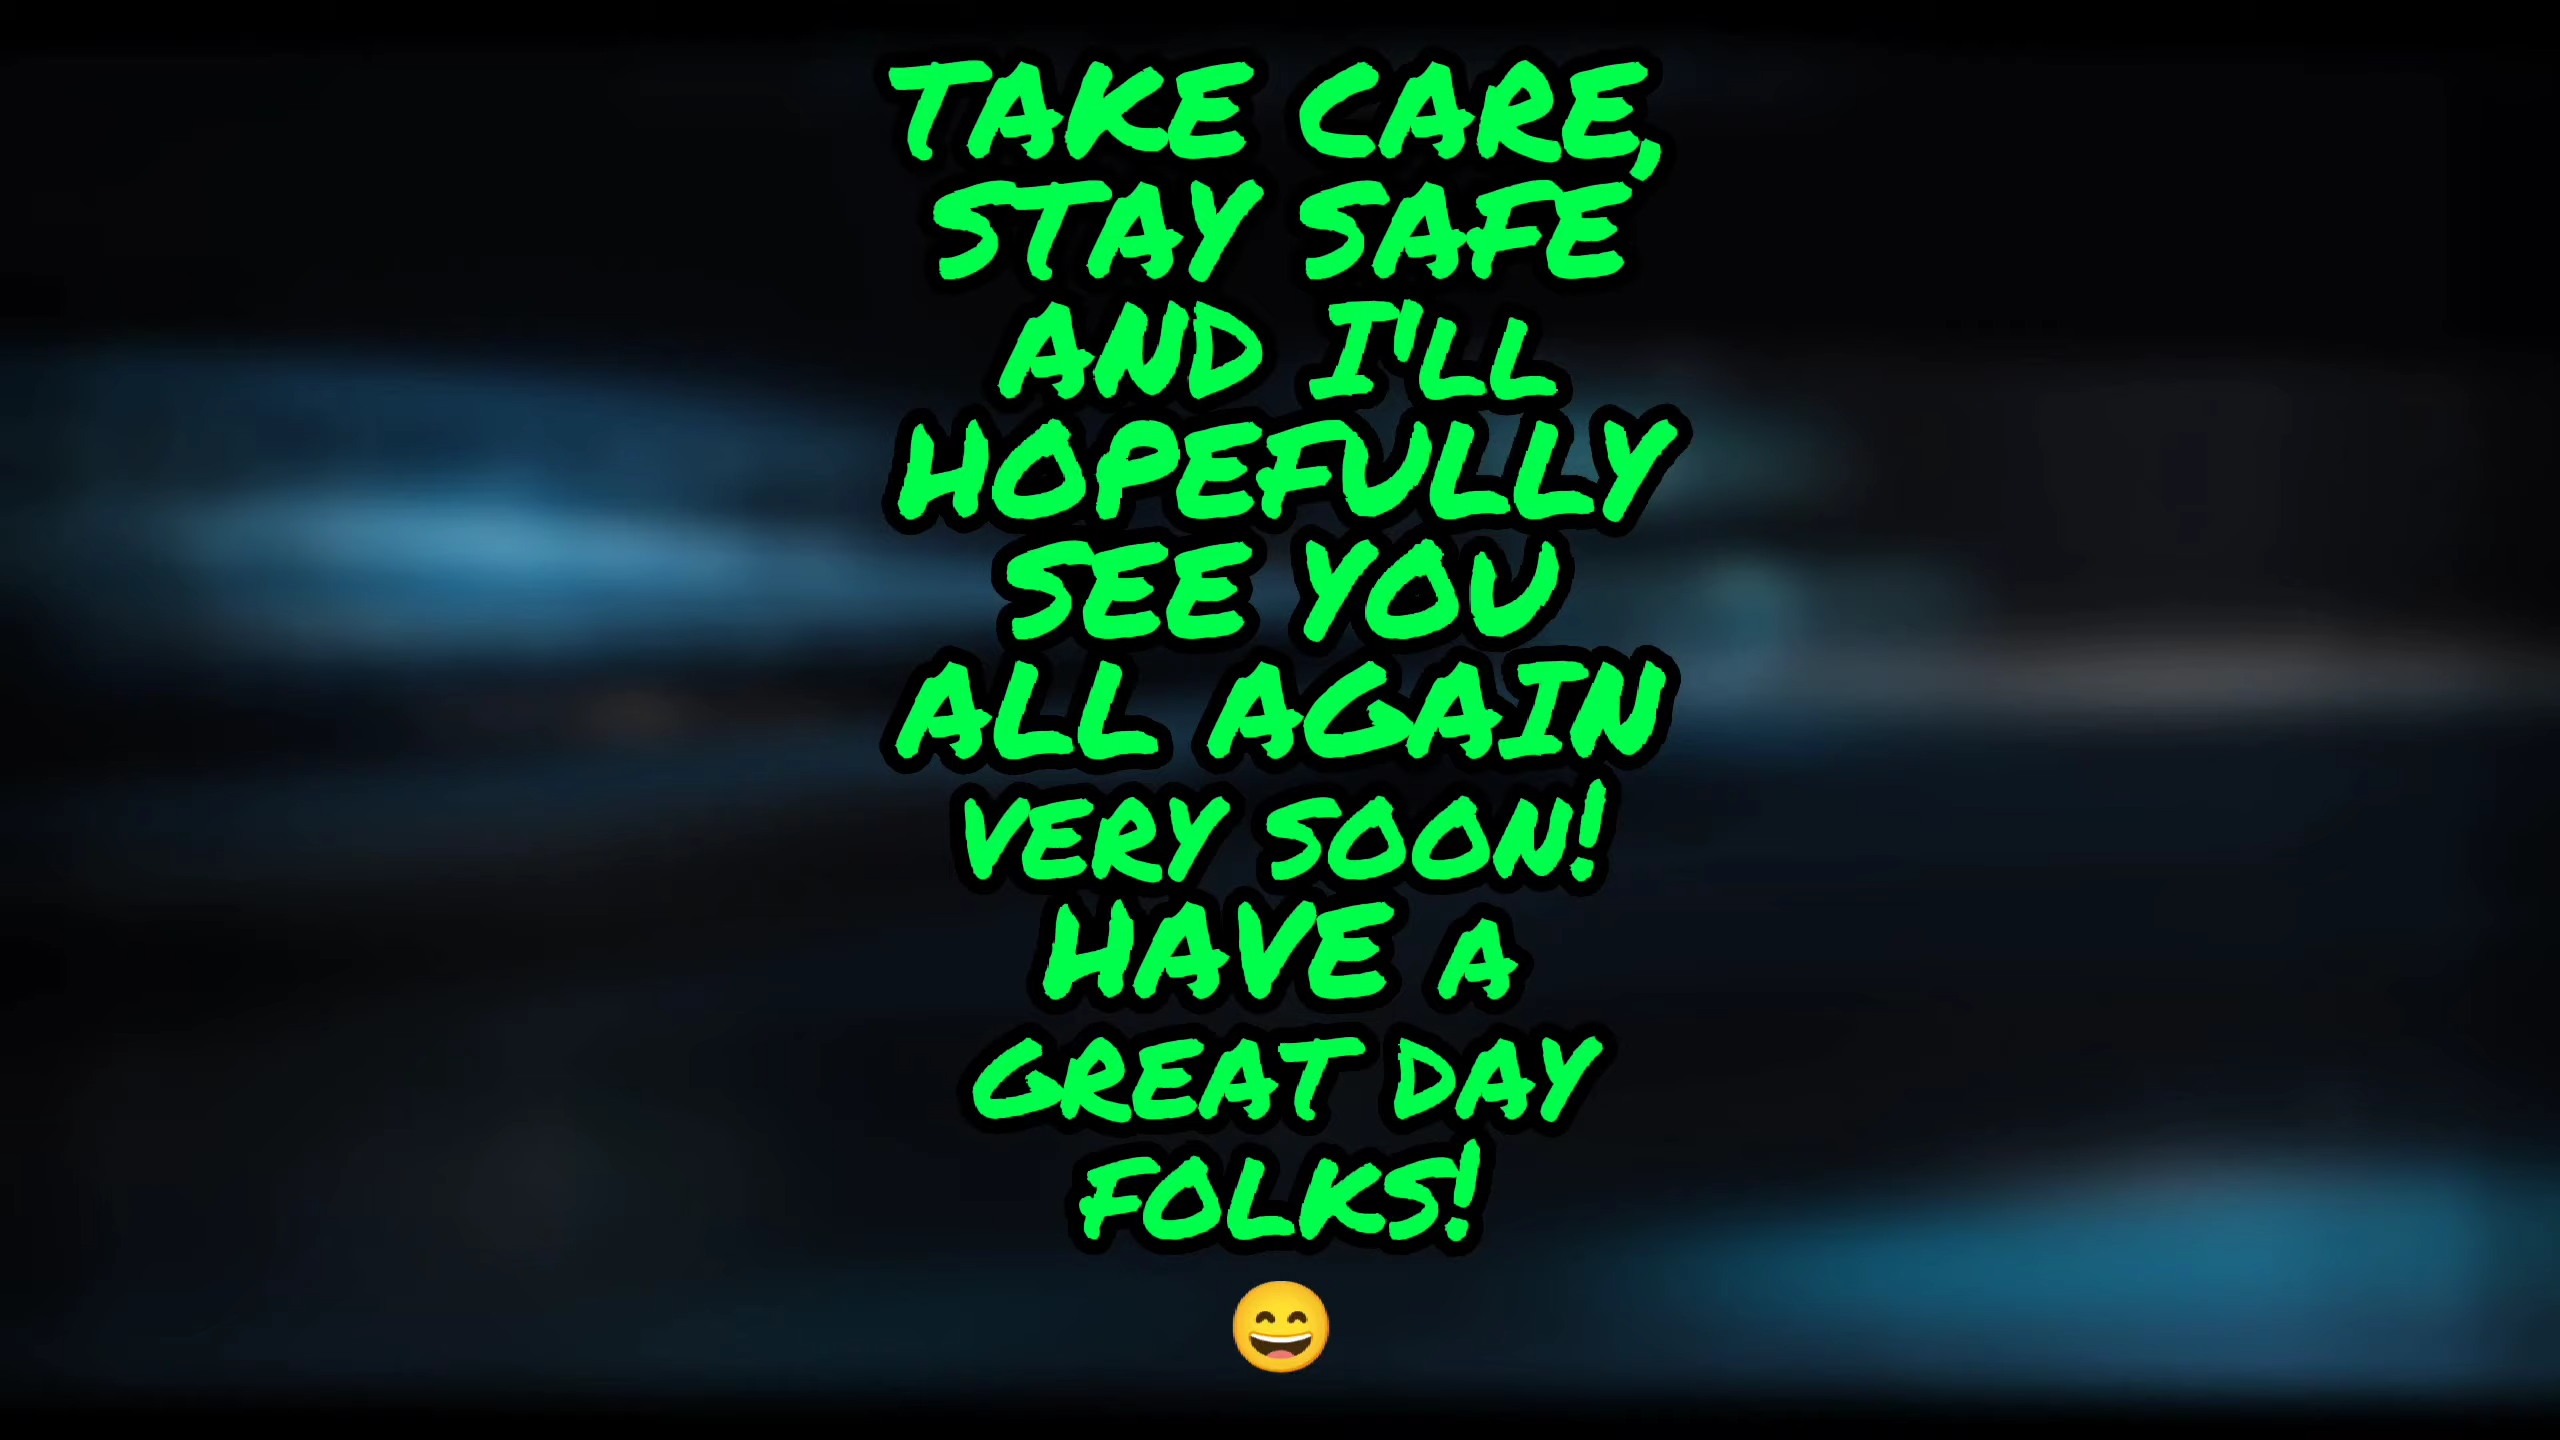 TAKE CARE,
STAY SAFE
AND I'LL
HOPEFULLY
SEE YOU
ALL AGAIN
VERY SOON!
HAVE A
GREAT DAY
FOLKS!
😄